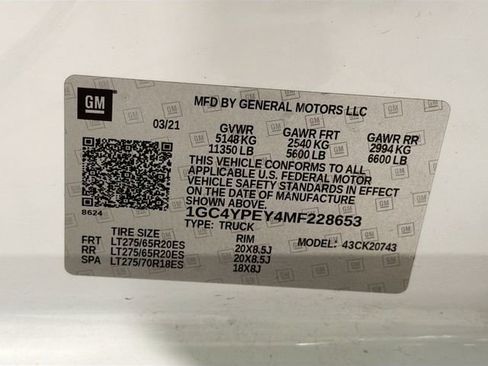 GM
MFD BY GENERAL MOTORS LLC
03/21
GVWR GAWR FRT GAWR RR
5148 KG 2540 KG 2994 KG
11350 LB 5600 LB 6600 LB
THIS VEHICLE CONFORMS TO ALL
APPLICABLE U.S. FEDERAL MOTOR
VEHICLE SAFETY STANDARDS IN EFFECT
ON THE DATE OF MANUFACTURE
SHOWN ABOVE.
8624
1GC4YPEY4MF228653
TYPE: TRUCK
TIRE SIZE RIM MODEL: 43CK20743
FRT LT275/65R20ES 20X8.5J
RR LT275/65R20ES 20X8.5J
SPA LT275/70R18ES 18X8J